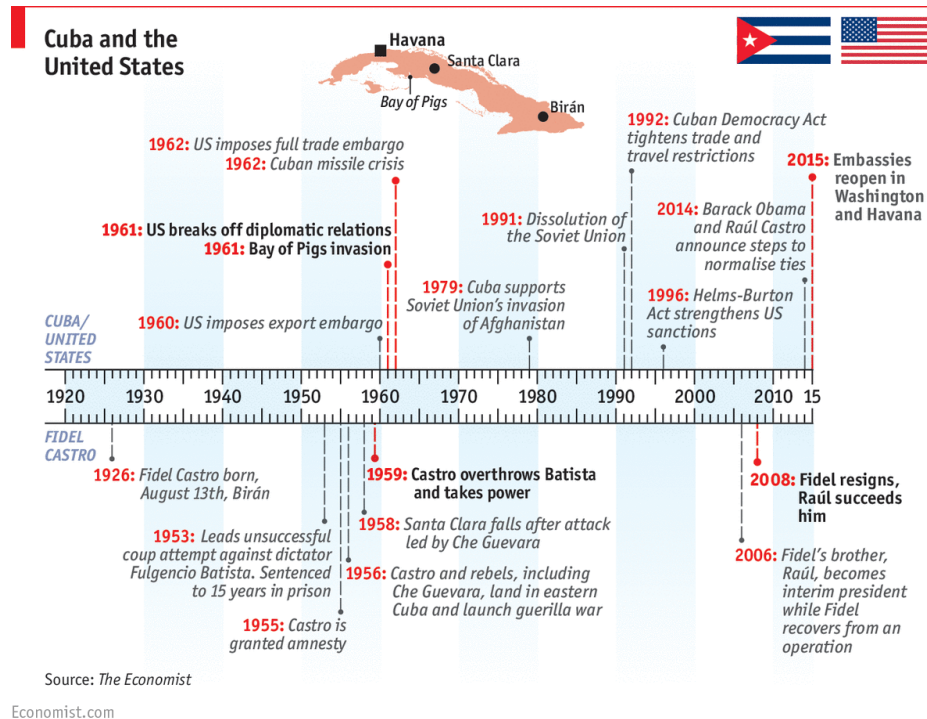 Cuba and the
United States
Havana
Santa Clara
Bay of Pigs
Birán
1962: US imposes full trade embargo
1962: Cuban missile crisis
1961: US breaks off diplomatic relations
1961: Bay of Pigs invasion
1960: US imposes export embargo
1979: Cuba supports
Soviet Union's invasion
of Afghanistan
1991: Dissolution of
the Soviet Union
1992: Cuban Democracy Act
tightens trade and
travel restrictions
2014: Barack Obama
and Raúl Castro
announce steps to
normalise ties
1996: Helms-Burton
Act strengthens US
sanctions
2015: Embassies
reopen in
Washington
and Havana
CUBA/
UNITED
STATES
1920 1930 1940 1950 1960 1970 1980 1990 2000 2010 15
FIDEL
CASTRO
1926: Fidel Castro born,
August 13th, Birán
1953: Leads unsuccessful
coup attempt against dictator
Fulgencio Batista. Sentenced
to 15 years in prison
1955: Castro is
granted amnesty
1959: Castro overthrows Batista
and takes power
1958: Santa Clara falls after attack
led by Che Guevara
1956: Castro and rebels, including
Che Guevara, land in eastern
Cuba and launch guerilla war
2008: Fidel resigns,
Raúl succeeds
him
2006: Fidel's brother,
Raúl, becomes
interim president
while Fidel
recovers from an
operation
Source: The Economist
Economist.com